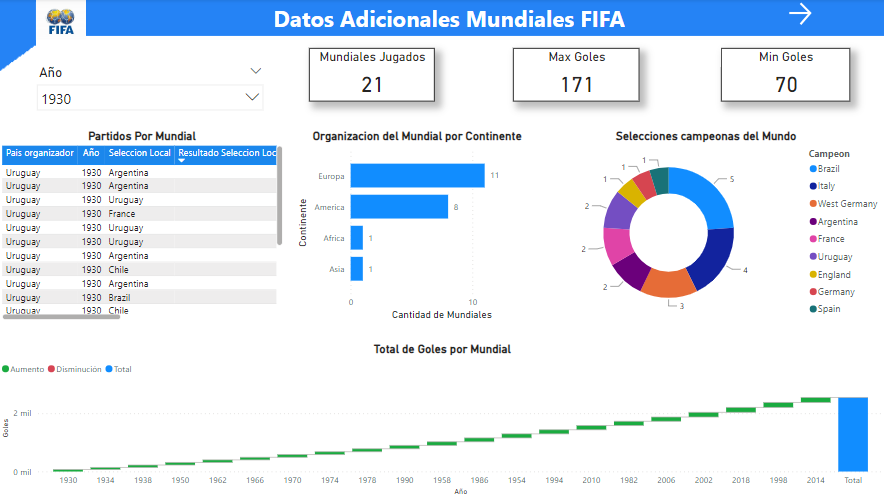 FIFA
Datos Adicionales Mundiales FIFA
Año
1930
Mundiales Jugados
21
Max Goles
171
Min Goles
70
Partidos Por Mundial
Pais organizador Año Seleccion Local Resultado Seleccion Loc
Uruguay 1930 Argentina
Uruguay 1930 Argentina
Uruguay 1930 Uruguay
Uruguay 1930 France
Uruguay 1930 Uruguay
Uruguay 1930 Uruguay
Uruguay 1930 Argentina
Uruguay 1930 Chile
Uruguay 1930 Argentina
Uruguay 1930 Brazil
Uruguay 1930 Chile
Organizacion del Mundial por Continente
Continente
Europa 11
America 8
Africa 1
Asia 1
0 10
Cantidad de Mundiales
Selecciones campeonas del Mundo
5
4
3
2
2
2
1
1
1
Campeon
Brazil
Italy
West Germany
Argentina
France
Uruguay
England
Germany
Spain
Total de Goles por Mundial
Aumento Disminución Total
Goles
2 mil
0 mil
1930 1934 1938 1950 1962 1966 1970 1974 1978 1990 1958 1986 1954 1994 2010 1982 2006 2002 2018 1998 2014 Total
Año